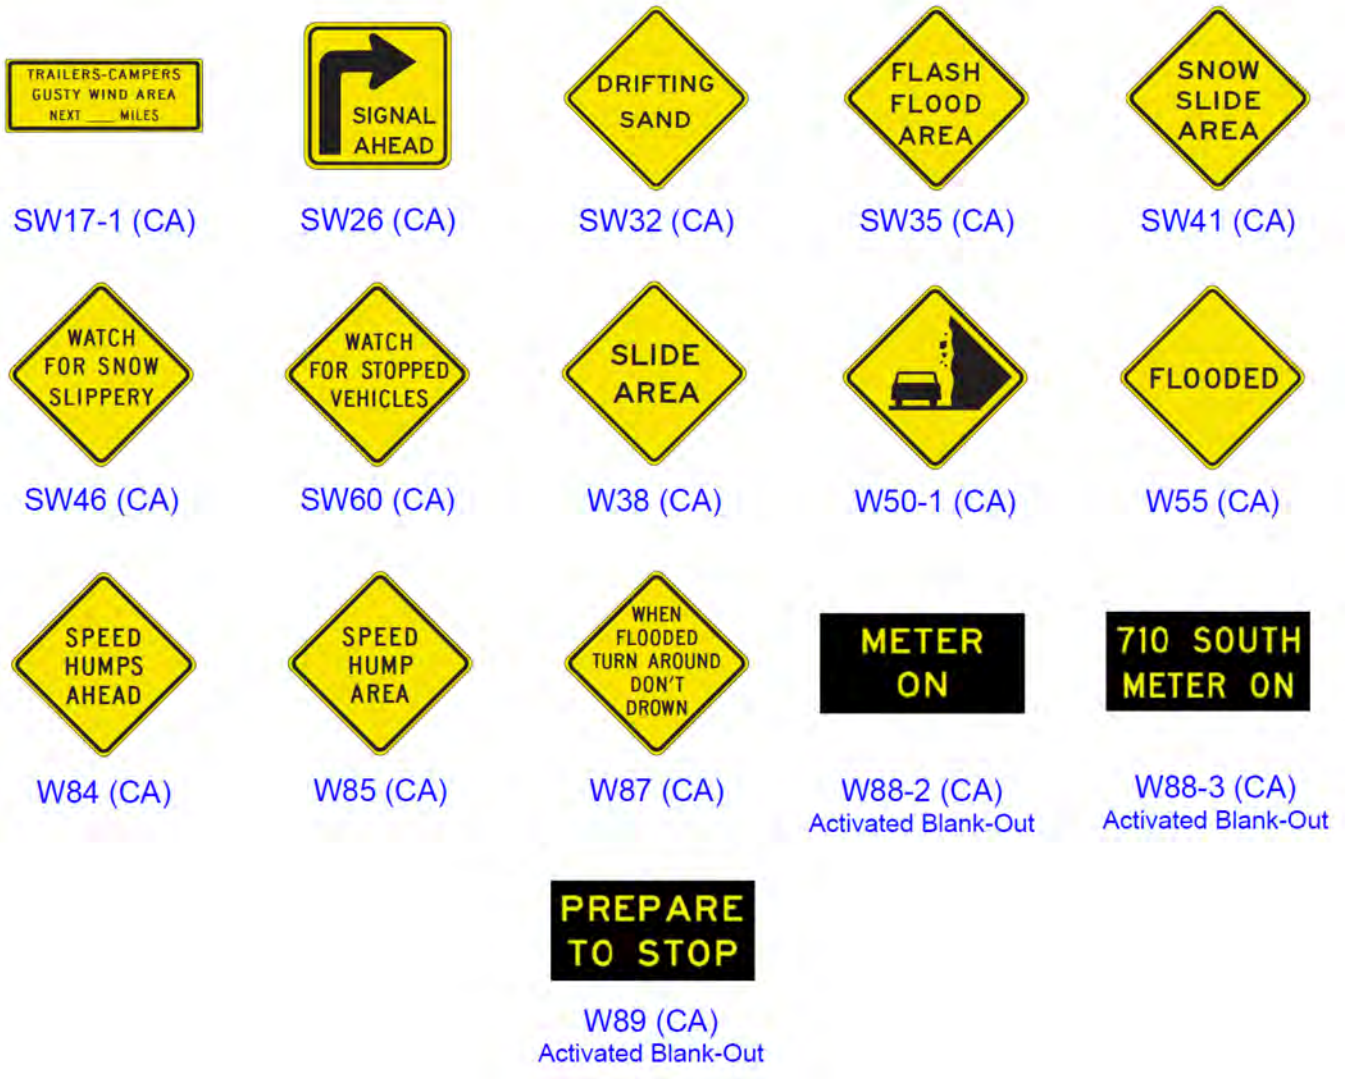 TRAILERS-CAMPERS
GUSTY WIND AREA
NEXT ___ MILES
SW17-1 (CA)
SIGNAL
AHEAD
SW26 (CA)
DRIFTING
SAND
SW32 (CA)
FLASH
FLOOD
AREA
SW35 (CA)
SNOW
SLIDE
AREA
SW41 (CA)
WATCH
FOR SNOW
SLIPPERY
SW46 (CA)
WATCH
FOR STOPPED
VEHICLES
SW60 (CA)
SLIDE
AREA
W38 (CA)
W50-1 (CA)
FLOODED
W55 (CA)
SPEED
HUMPS
AHEAD
W84 (CA)
SPEED
HUMP
AREA
W85 (CA)
WHEN
FLOODED
TURN AROUND
DON'T
DROWN
W87 (CA)
METER
ON
W88-2 (CA)
Activated Blank-Out
710 SOUTH
METER ON
W88-3 (CA)
Activated Blank-Out
PREPARE
TO STOP
W89 (CA)
Activated Blank-Out